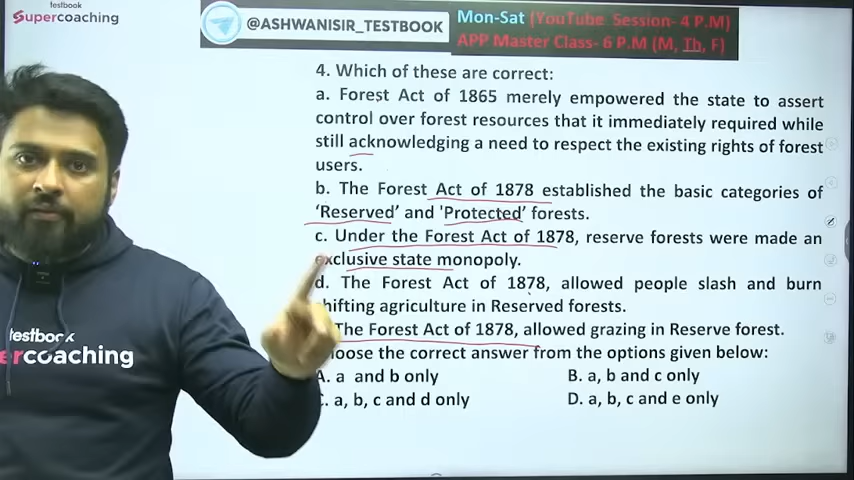 testbook
Supercoaching
@ASHWANISIR_TESTBOOK
Mon-Sat (YouTube Session- 4 P.M)
APP Master Class- 6 P.M (M, Th, F)
4. Which of these are correct:
a. Forest Act of 1865 merely empowered the state to assert
control over forest resources that it immediately required while
still acknowledging a need to respect the existing rights of forest
users.
b. The Forest Act of 1878 established the basic categories of
‘Reserved’ and 'Protected’ forests.
c. Under the Forest Act of 1878, reserve forests were made an
exclusive state monopoly.
d. The Forest Act of 1878, allowed people slash and burn
shifting agriculture in Reserved forests.
The Forest Act of 1878, allowed grazing in Reserve forest.
oose the correct answer from the options given below:
A. a and b only
B. a, b and c only
C. a, b, c and d only
D. a, b, c and e only
testbook
ercoaching